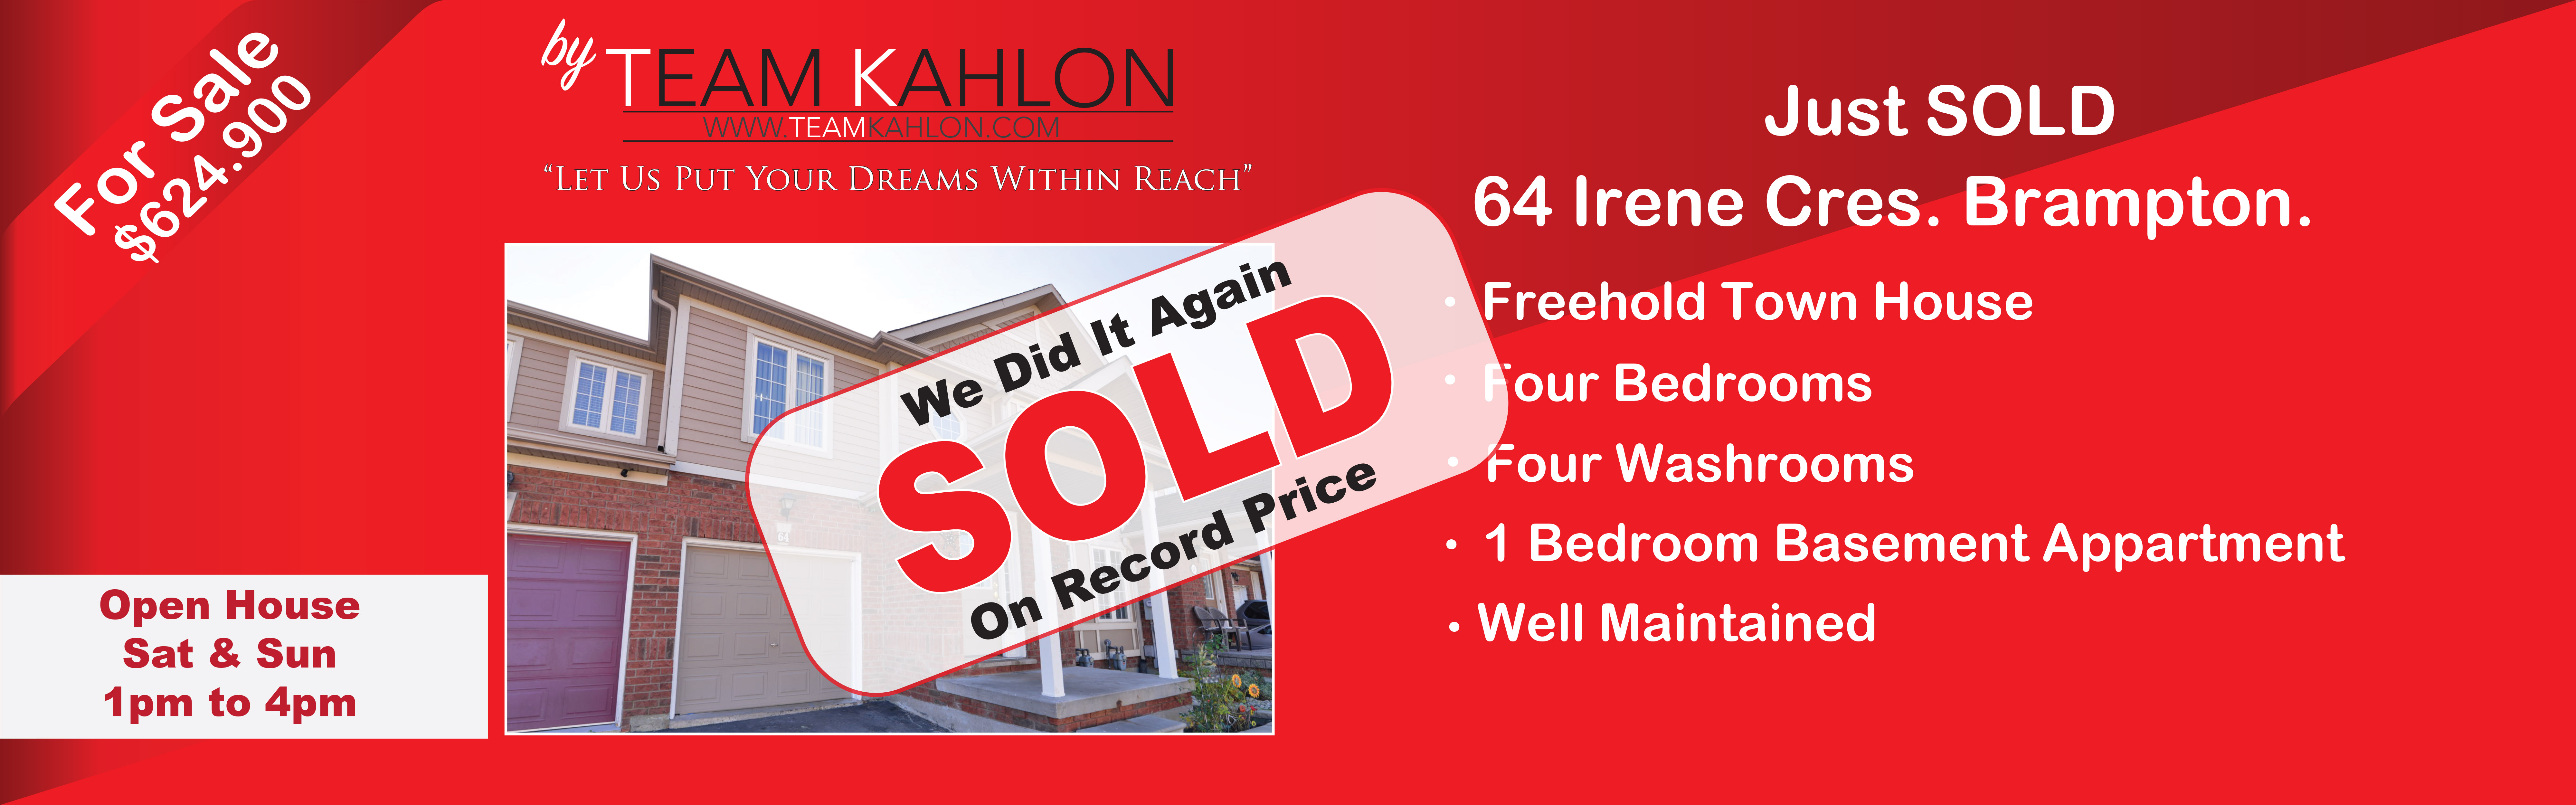 For Sale
$624.900
by TEAM KAHLON
WWW.TEAMKAHLON.COM
“LET US PUT YOUR DREAMS WITHIN REACH”
We Did It Again
SOLD
On Record Price
64
Open House
Sat & Sun
1pm to 4pm
Just SOLD
64 Irene Cres. Brampton.
• Freehold Town House
• Four Bedrooms
• Four Washrooms
• 1 Bedroom Basement Appartment
• Well Maintained